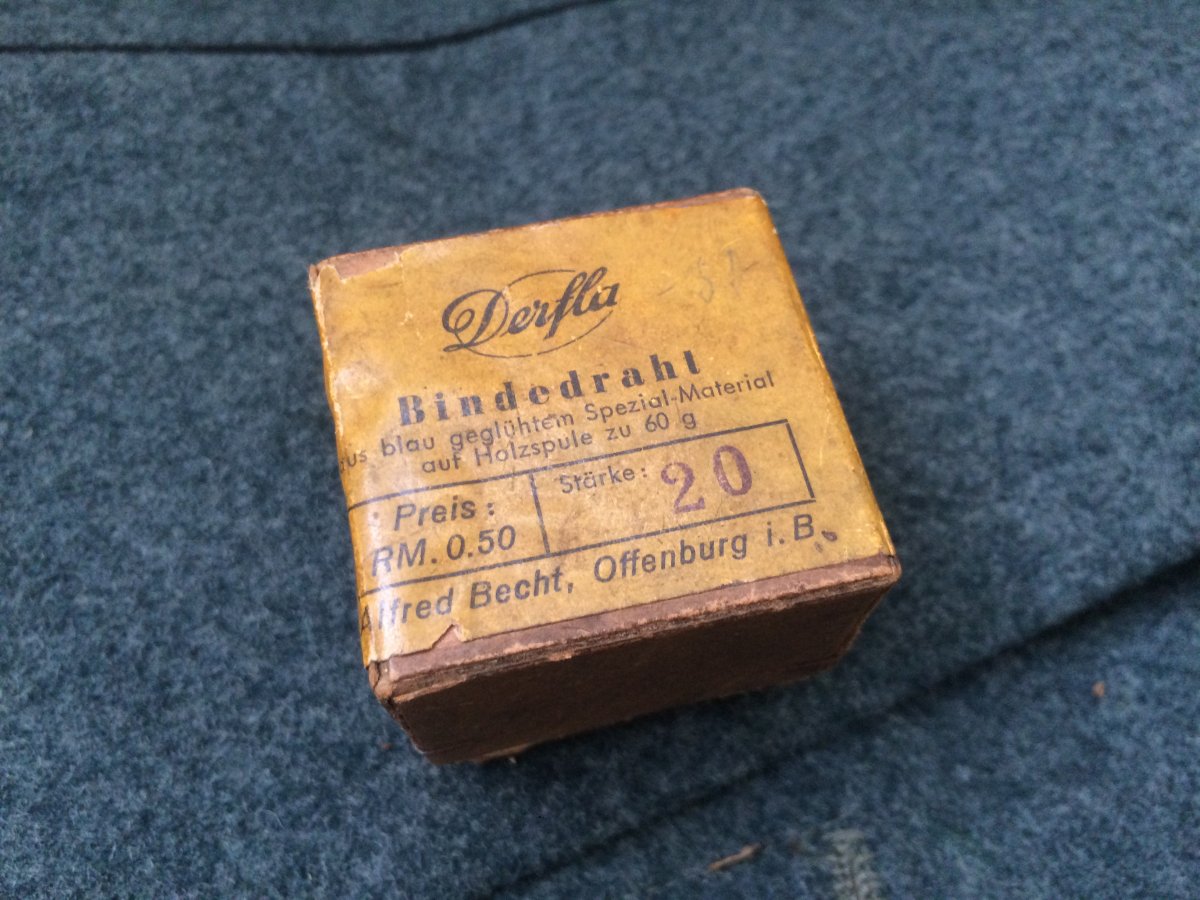 Derfla
Bindedraht
aus blau geglühtem Spezial-Material
auf Holzspule zu 60 g
Preis:
RM. 0.50
Stärke: 20
Alfred Becht, Offenburg i. B.